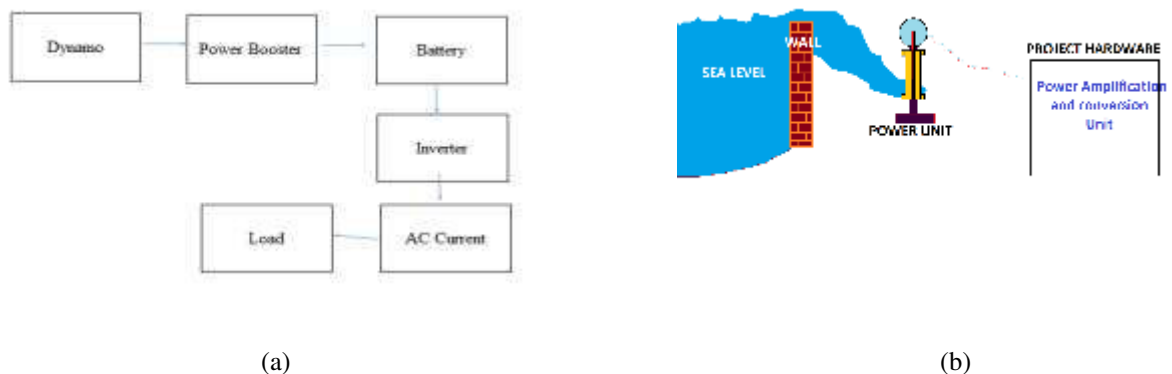 Dynamo
Power Booster
Battery
Inverter
Load
AC Current
(a)
WALL
SEA LEVEL
POWER UNIT
PROJECT HARDWARE
Power Amplification
and conversion
Unit
(b)